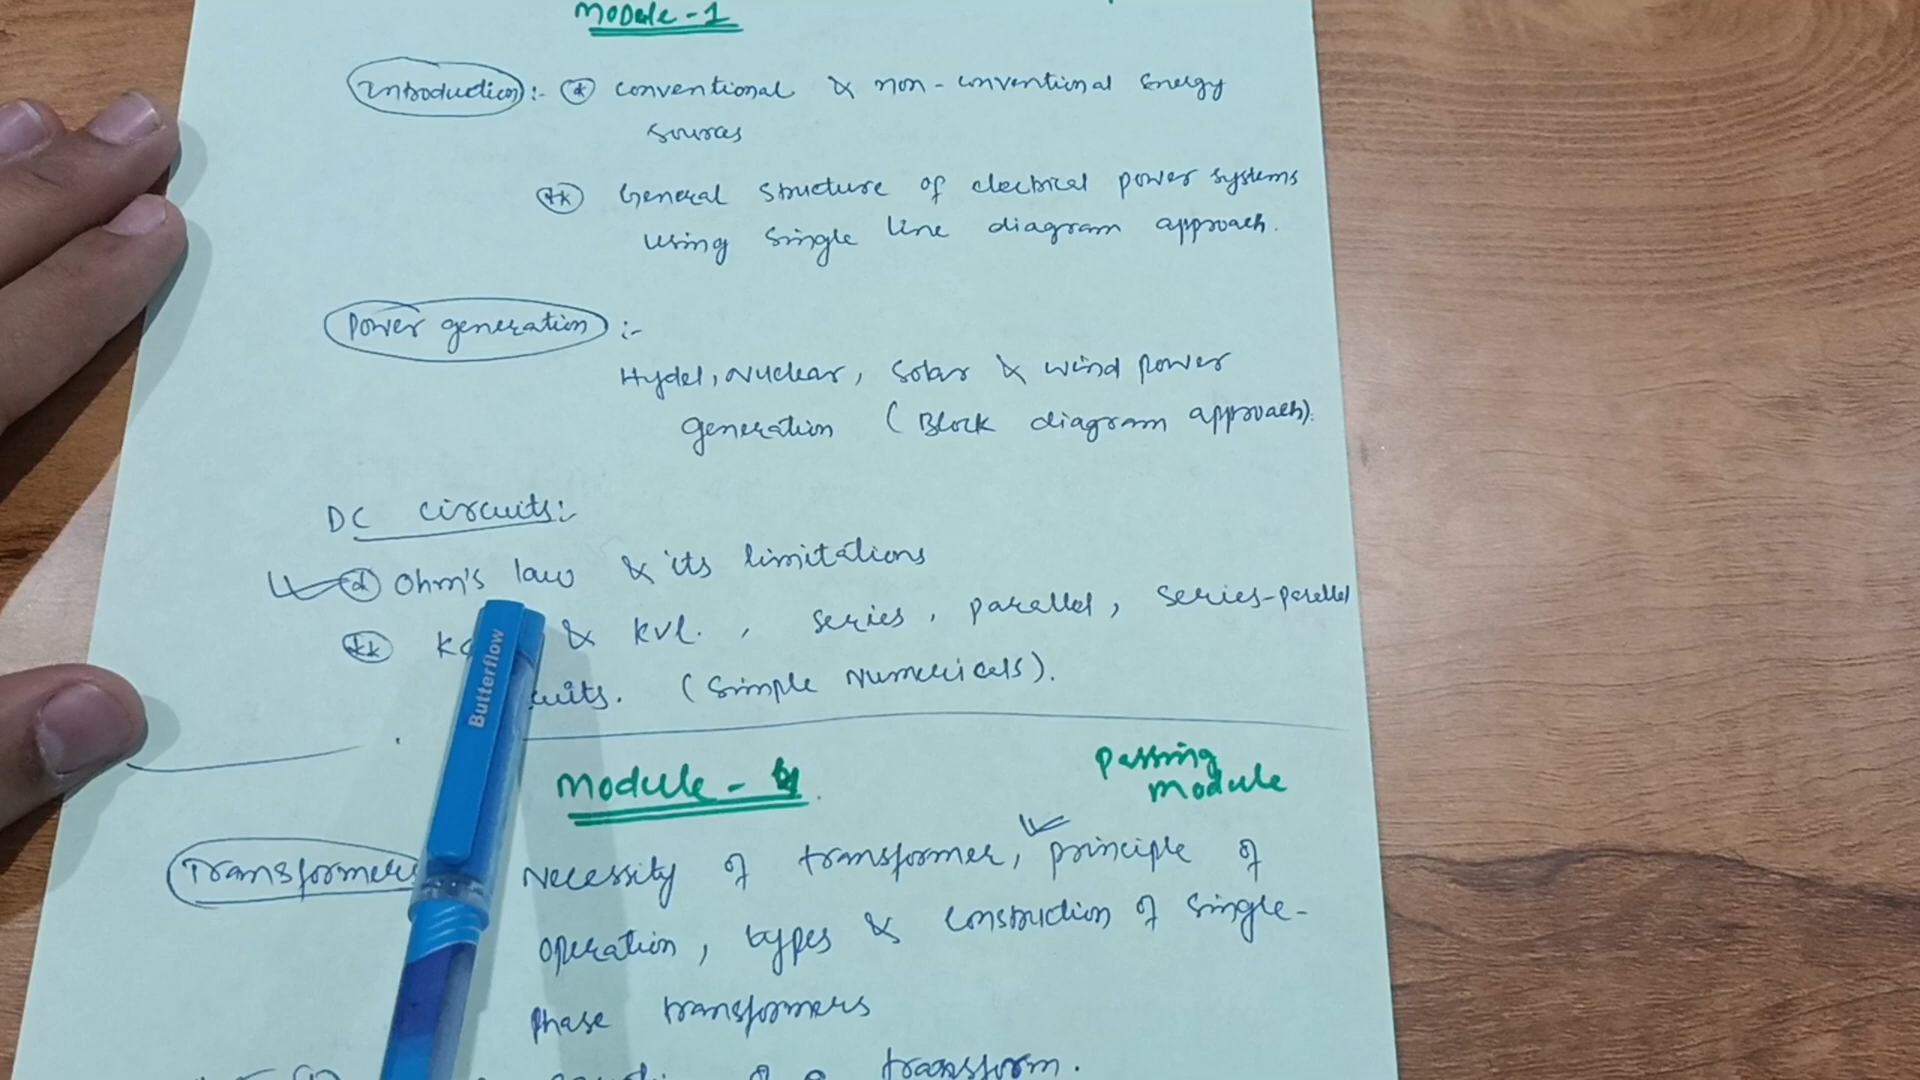 Module - 1
Introduction :- * conventional & non-conventional Energy
sources
** General structure of electrical power systems
using single line diagram approach.
Power generation :-
Hydel, Nuclear, Solar & wind power
generation (Block diagram approach).
DC circuits:-
* Ohm's law & its limitations
** & KVL. , series, parallel, series-parallel
(simple Numericals).
Butterflow
Module - 4
Passing
Module
Transformers Necessity of transformer, principle of
operation, types & construction of single-
phase transformers
of a transform.